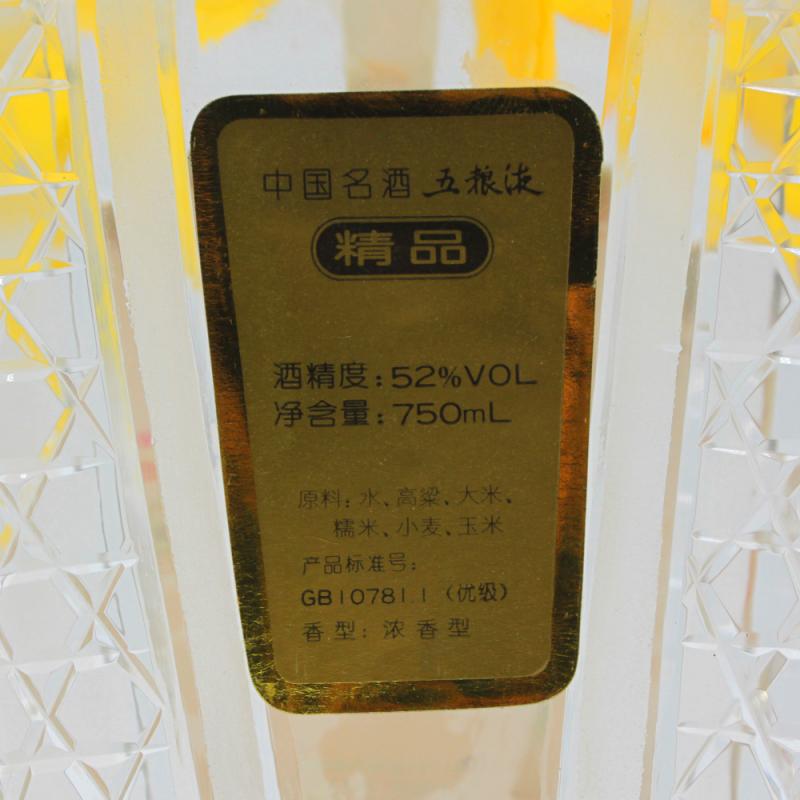 中国名酒 五粮液
精品
酒精度:52%VOL
净含量:750mL
原料:水、高粱、大米、
糯米、小麦、玉米
产品标准号:
GB10781.1(优级)
香型:浓香型